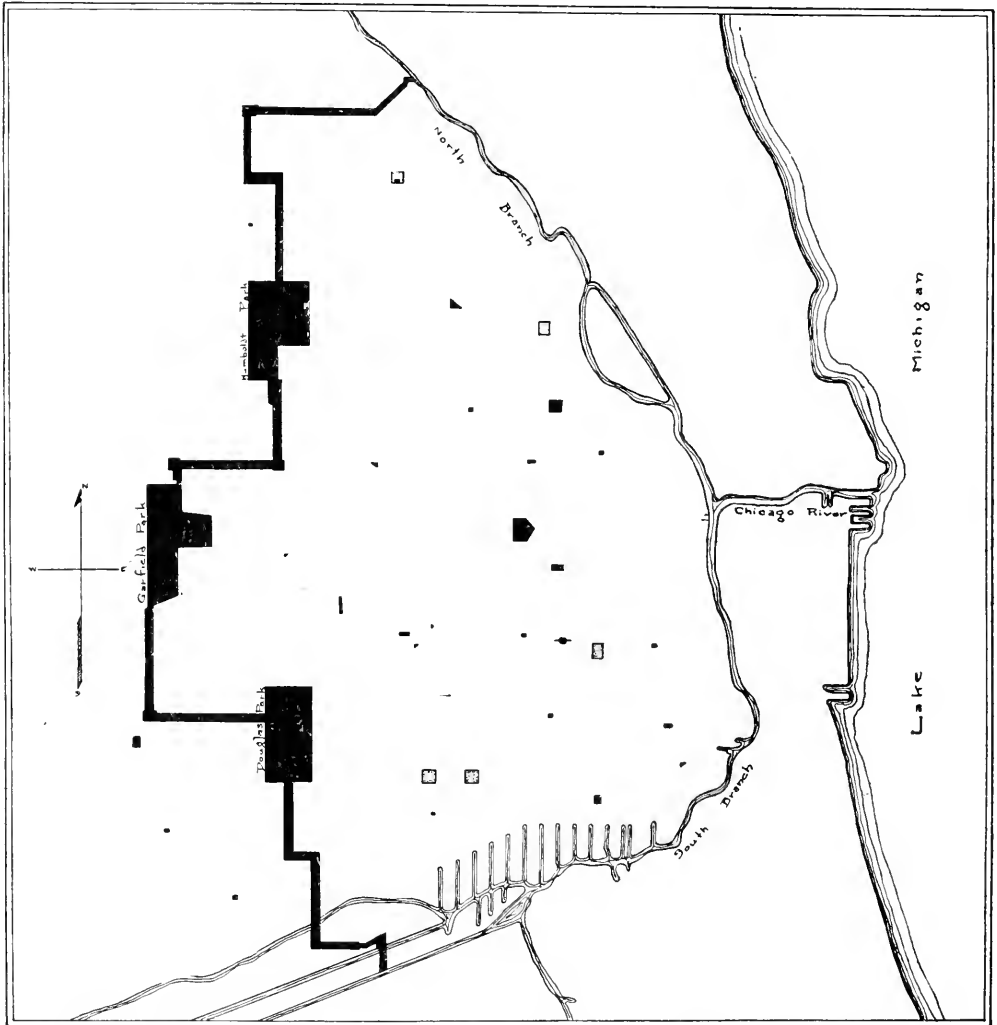 North
Branch
Humboldt Park
Michigan
N
Garfield Park
Chicago River
W
E
S
Douglas Park
Lake
South
Branch